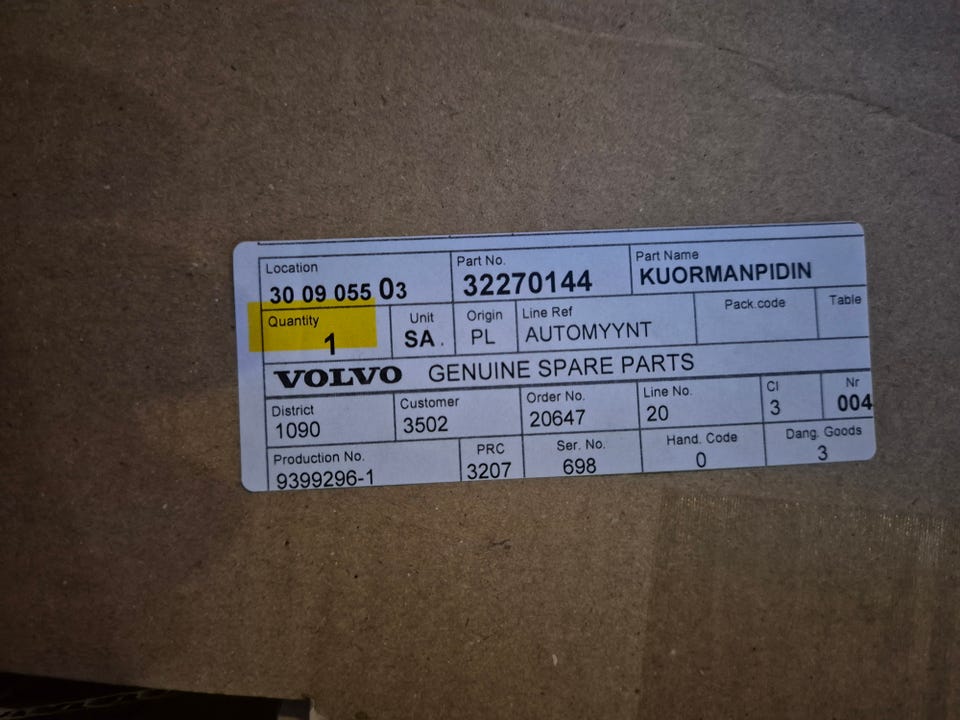 Location Part No. Part Name
30 09 055 03 32270144 KUORMANPIDIN
Quantity Unit Origin Line Ref Pack.code Table
1 SA. PL AUTOMYYNT
VOLVO GENUINE SPARE PARTS
District Customer Order No. Line No. CI Nr
1090 3502 20647 20 3 004
Production No. PRC Ser. No. Hand. Code Dang. Goods
9399296-1 3207 698 0 3